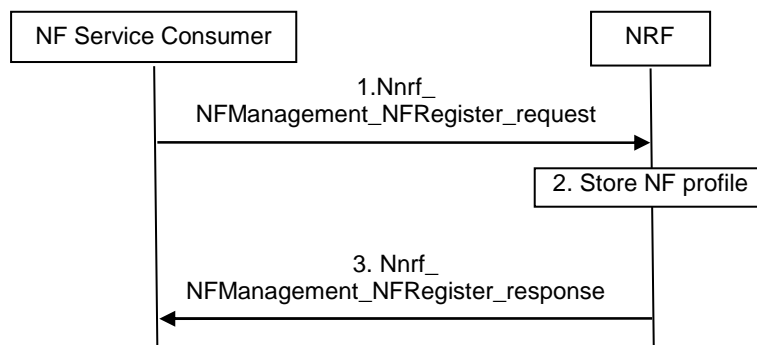 NF Service Consumer
NRF
1.Nnrf_
NFManagement_NFRegister_request
2. Store NF profile
3. Nnrf_
NFManagement_NFRegister_response